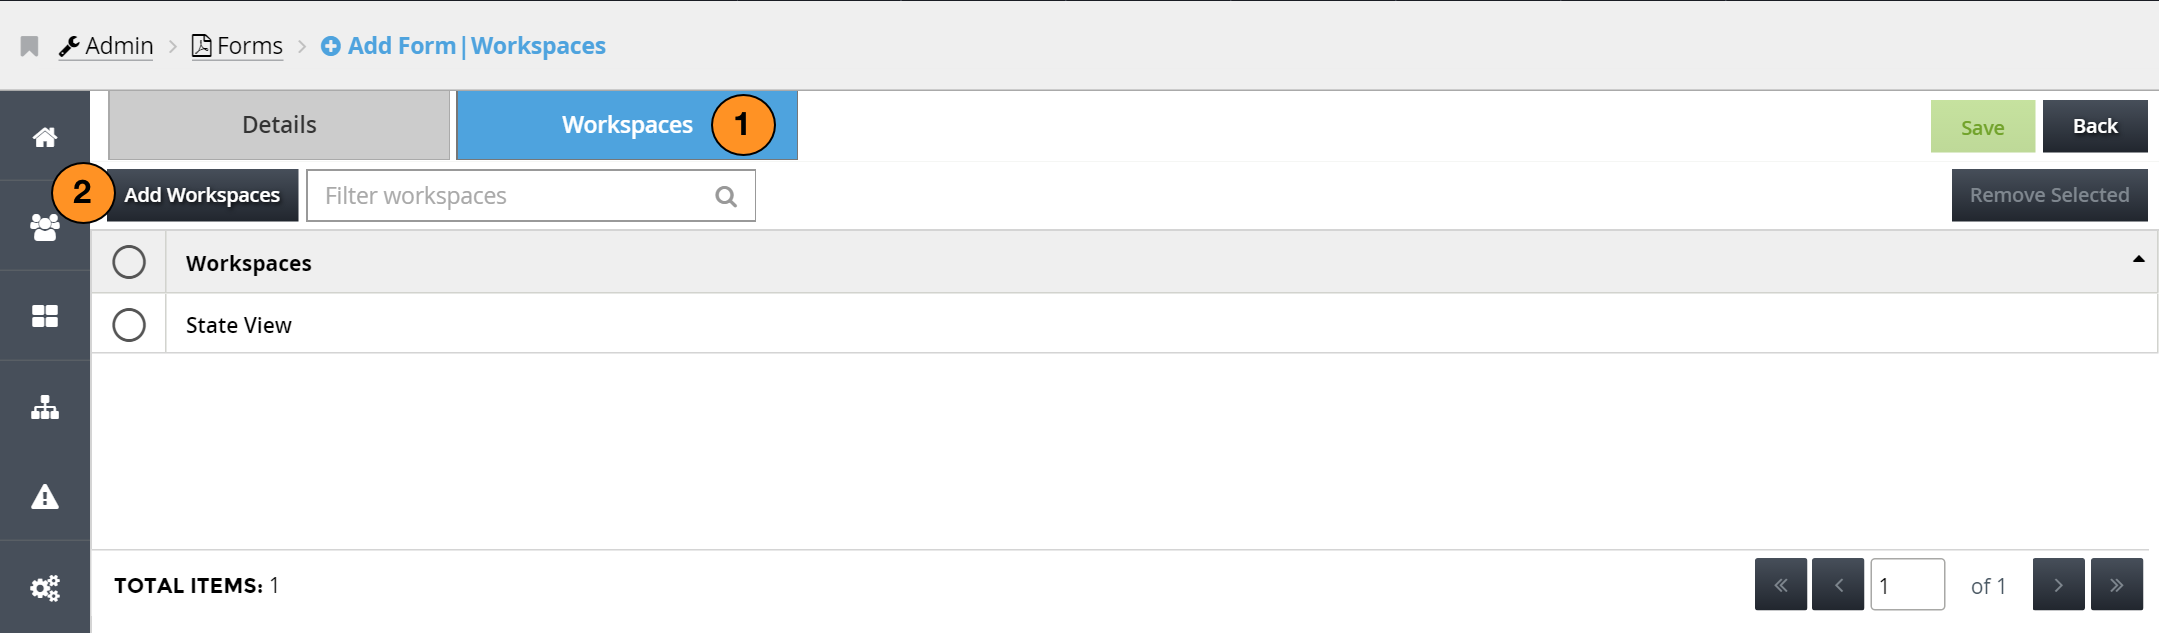 Admin > Forms > Add Form|Workspaces
Details Workspaces 1 Save Back
2 Add Workspaces Filter workspaces Remove Selected
Workspaces
State View
TOTAL ITEMS: 1 « < 1 of 1 > »